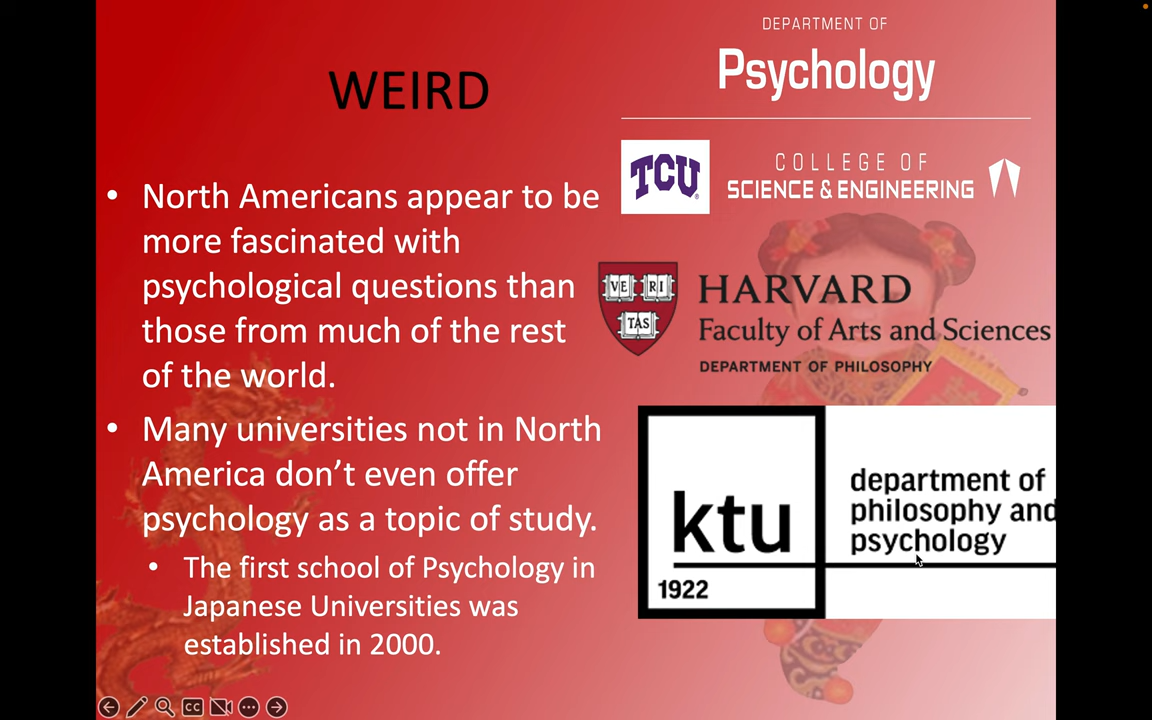 WEIRD
• North Americans appear to be
more fascinated with
psychological questions than
those from much of the rest
of the world.
• Many universities not in North
America don’t even offer
psychology as a topic of study.
• The first school of Psychology in
Japanese Universities was
established in 2000.
DEPARTMENT OF
Psychology
TCU
COLLEGE OF
SCIENCE & ENGINEERING
VE RI
TAS
HARVARD
Faculty of Arts and Sciences
DEPARTMENT OF PHILOSOPHY
ktu
1922
department of
philosophy and
psychology
CC